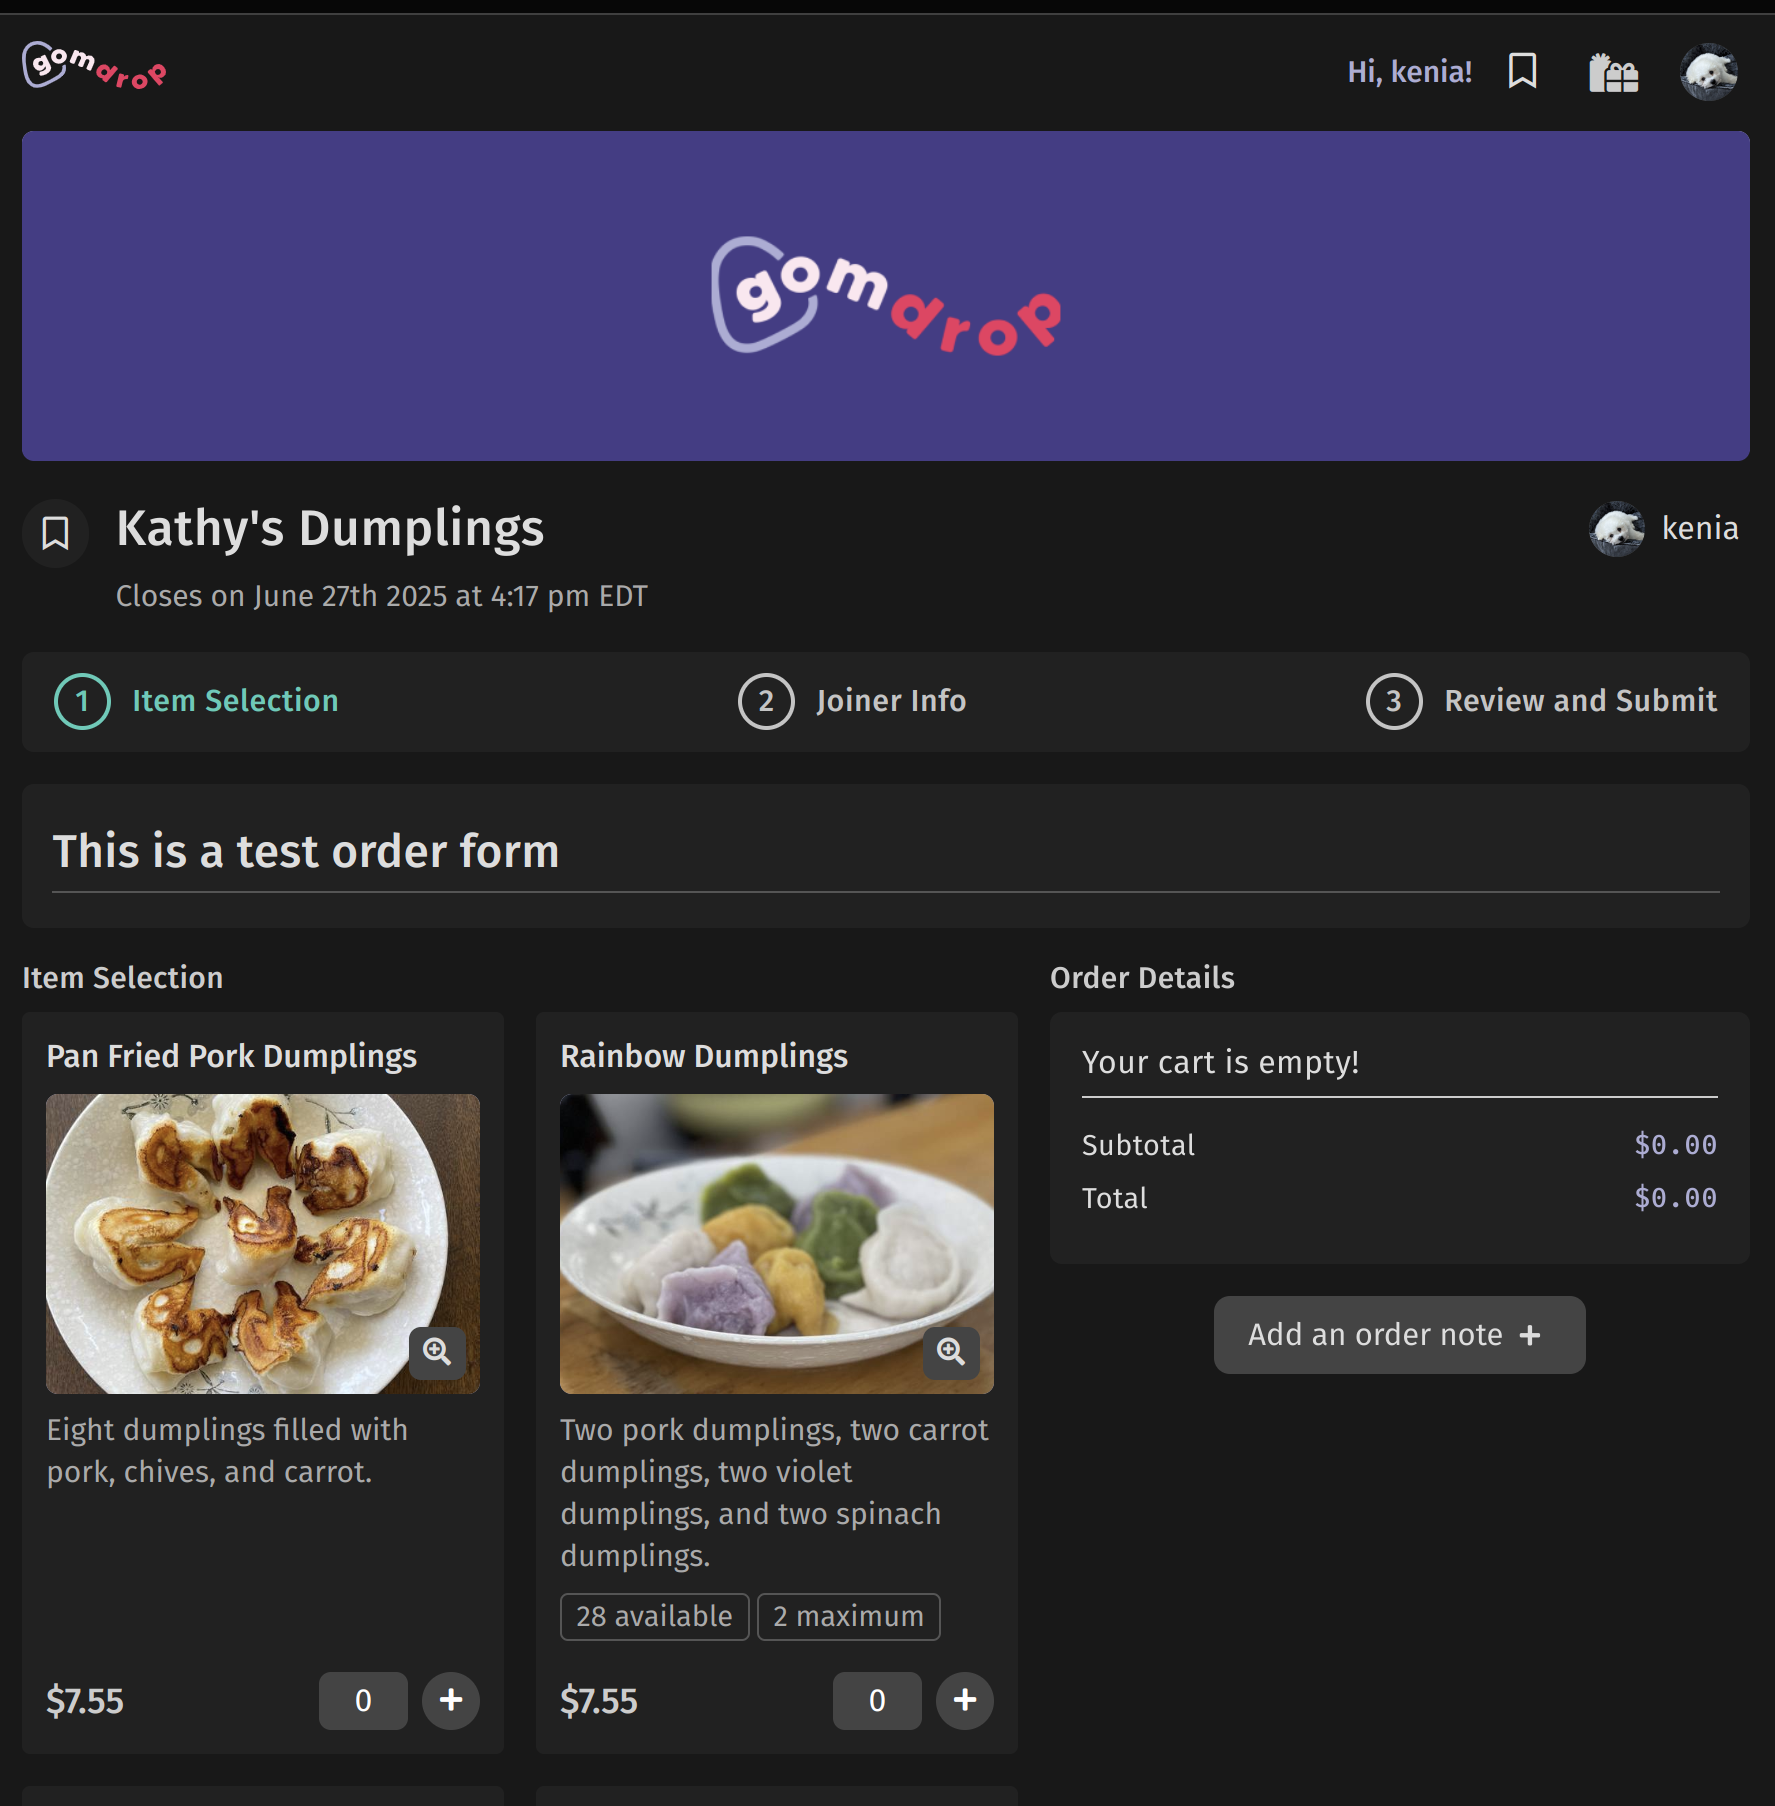 gomdrop
Hi, kenia!
gomdrop
Kathy's Dumplings
kenia
Closes on June 27th 2025 at 4:17 pm EDT
1 Item Selection
2 Joiner Info
3 Review and Submit
This is a test order form
Item Selection
Pan Fried Pork Dumplings
Eight dumplings filled with
pork, chives, and carrot.
$7.55
0
Rainbow Dumplings
Two pork dumplings, two carrot
dumplings, two violet
dumplings, and two spinach
dumplings.
28 available
2 maximum
$7.55
0
Order Details
Your cart is empty!
Subtotal $0.00
Total $0.00
Add an order note +